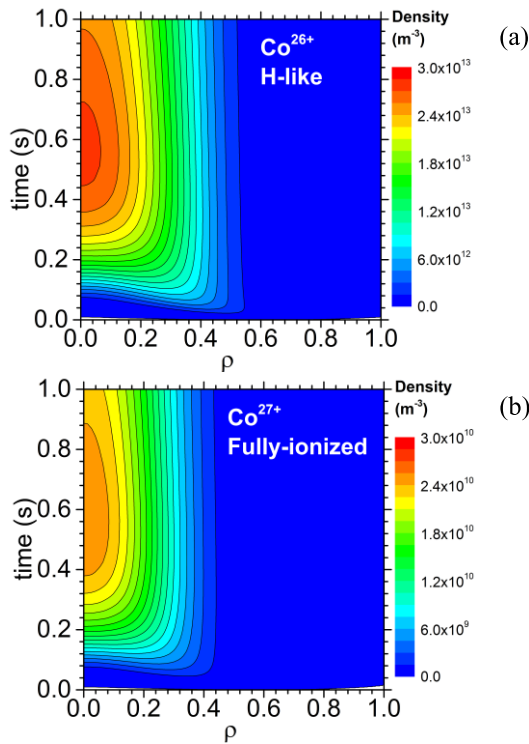 Density
(m⁻³)
(a)
Co²⁶⁺
H-like
1.0
0.8
0.6
0.4
0.2
0.0
time (s)
0.0 0.2 0.4 0.6 0.8 1.0
ρ
3.0x10¹³
2.4x10¹³
1.8x10¹³
1.2x10¹³
6.0x10¹²
0.0
Density
(m⁻³)
(b)
Co²⁷⁺
Fully-ionized
1.0
0.8
0.6
0.4
0.2
0.0
time (s)
0.0 0.2 0.4 0.6 0.8 1.0
ρ
3.0x10¹⁰
2.4x10¹⁰
1.0x10¹⁰
1.0x10¹⁰
6.0x10⁹
0.0